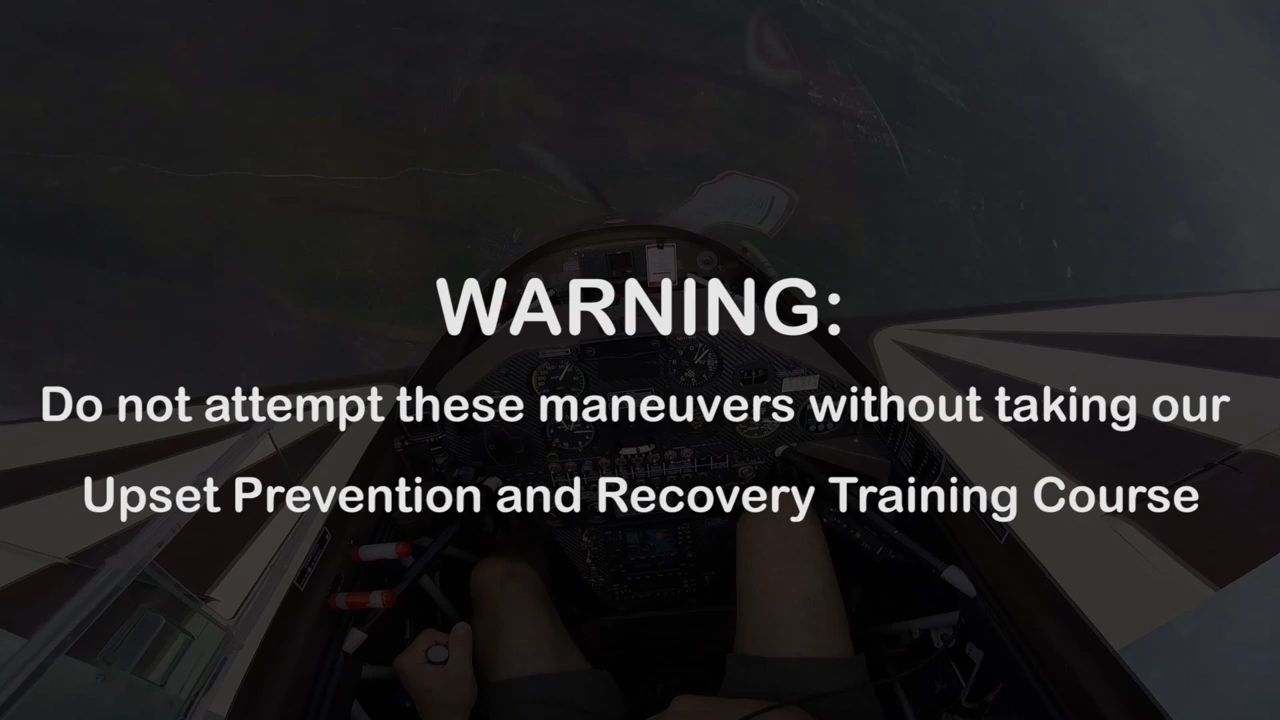 WARNING:
Do not attempt these maneuvers without taking our
Upset Prevention and Recovery Training Course